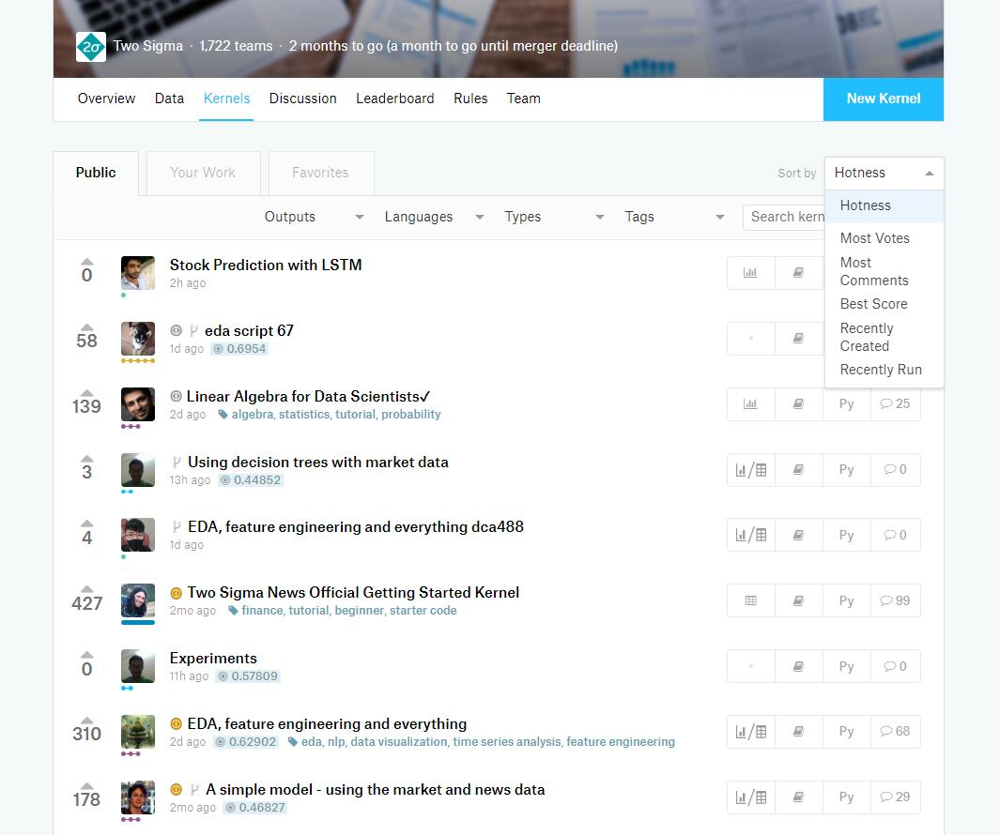 2σ Two Sigma · 1,722 teams · 2 months to go (a month to go until merger deadline)
Overview Data Kernels Discussion Leaderboard Rules Team New Kernel
Public Your Work Favorites Sort by Hotness
Outputs Languages Types Tags Search kern
Hotness
Most Votes
Most
Comments
Best Score
Recently
Created
Recently Run
0 Stock Prediction with LSTM
2h ago
58 eda script 67
1d ago 0.6954
139 Linear Algebra for Data Scientists✓ Py 25
2d ago algebra, statistics, tutorial, probability
3 Using decision trees with market data Py 0
13h ago 0.44852
4 EDA, feature engineering and everything dca488 Py 0
1d ago
427 Two Sigma News Official Getting Started Kernel Py 99
2mo ago finance, tutorial, beginner, starter code
0 Experiments Py 0
11h ago 0.57809
310 EDA, feature engineering and everything Py 68
2d ago 0.62902 eda, nlp, data visualization, time series analysis, feature engineering
178 A simple model - using the market and news data Py 29
2mo ago 0.46827